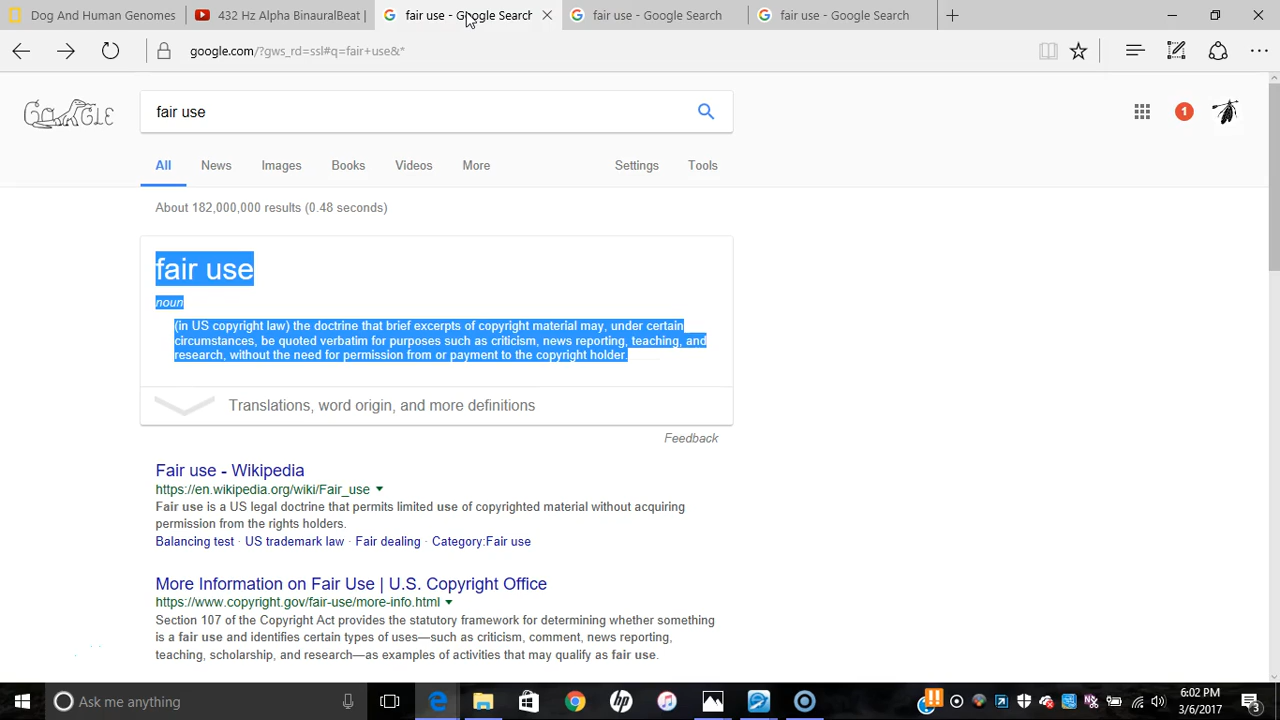 Dog And Human Genomes
432 Hz Alpha BinauralBeat |
fair use - Google Search
fair use - Google Search
fair use - Google Search
google.com/?gws_rd=ssl#q=fair+use&*
Google
fair use
1
All News Images Books Videos More Settings Tools
About 182,000,000 results (0.48 seconds)
fair use
noun
(in US copyright law) the doctrine that brief excerpts of copyright material may, under certain
circumstances, be quoted verbatim for purposes such as criticism, news reporting, teaching, and
research, without the need for permission from or payment to the copyright holder.
Translations, word origin, and more definitions
Feedback
Fair use - Wikipedia
https://en.wikipedia.org/wiki/Fair_use
Fair use is a US legal doctrine that permits limited use of copyrighted material without acquiring
permission from the rights holders.
Balancing test · US trademark law · Fair dealing · Category:Fair use
More Information on Fair Use | U.S. Copyright Office
https://www.copyright.gov/fair-use/more-info.html
Section 107 of the Copyright Act provides the statutory framework for determining whether something
is a fair use and identifies certain types of uses—such as criticism, comment, news reporting,
teaching, scholarship, and research—as examples of activities that may qualify as fair use.
Ask me anything
hp
6:02 PM
3/6/2017
3